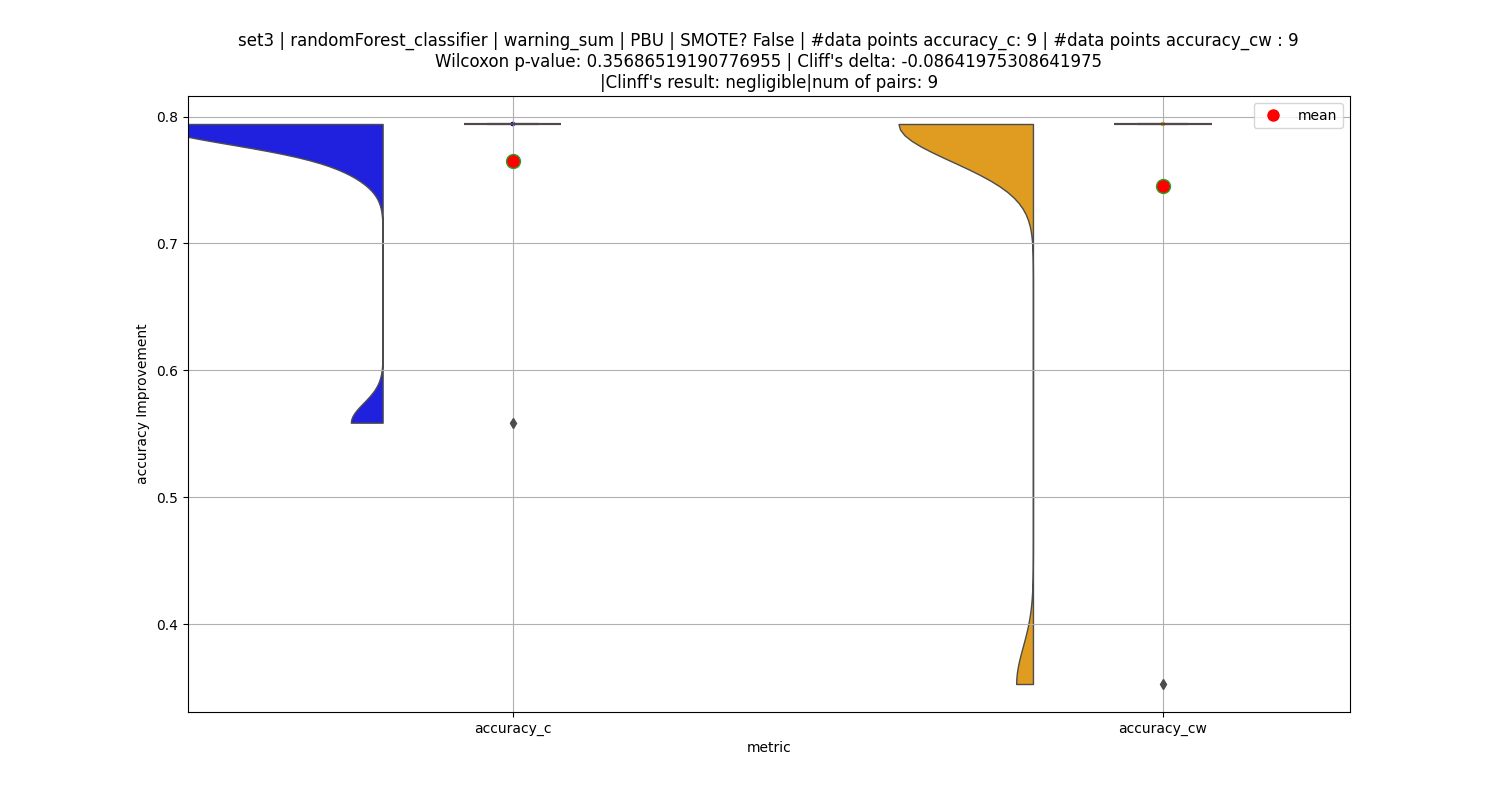 set3 | randomForest_classifier | warning_sum | PBU | SMOTE? False | #data points accuracy_c: 9 | #data points accuracy_cw : 9
Wilcoxon p-value: 0.35686519190776955 | Cliff's delta: -0.08641975308641975
|Clinff's result: negligible|num of pairs: 9
mean
0.8
0.7
0.6
0.5
0.4
accuracy Improvement
accuracy_c
accuracy_cw
metric